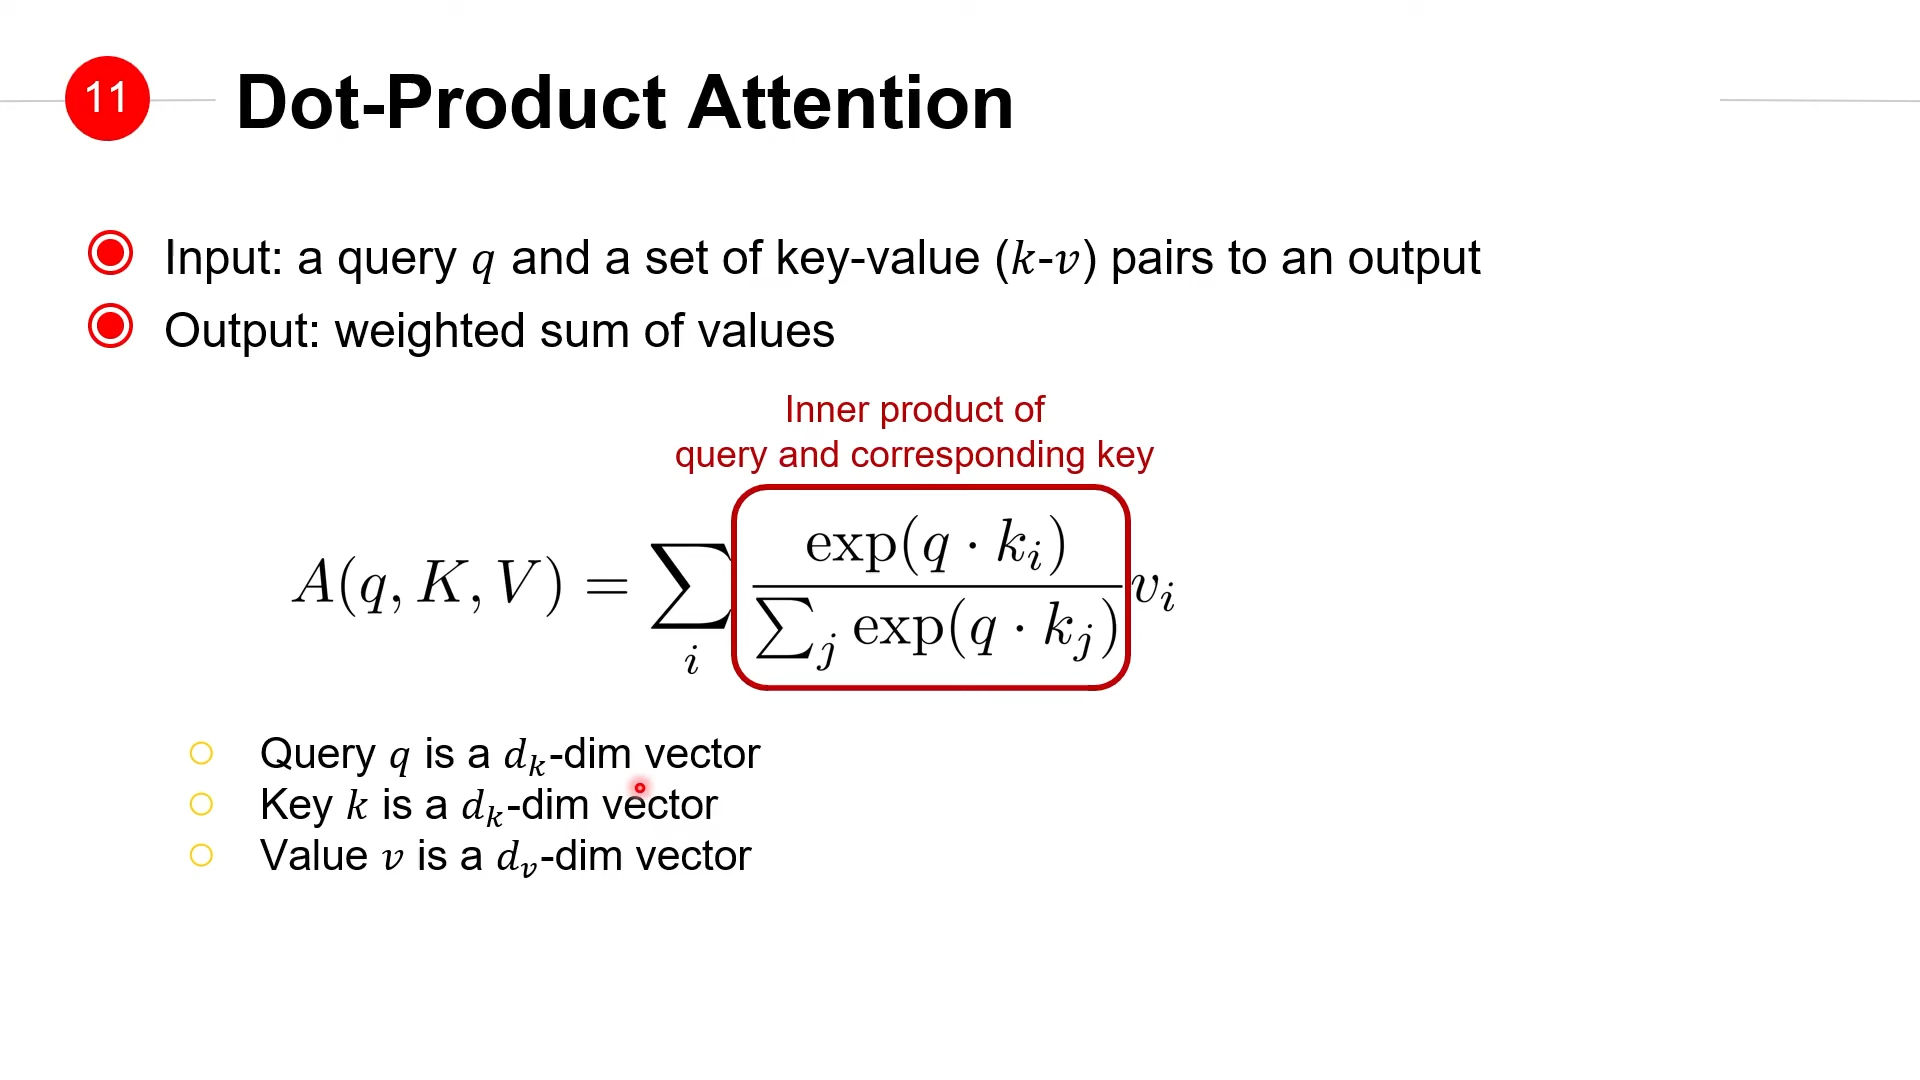 11
Dot-Product Attention
Input: a query q and a set of key-value (k-v) pairs to an output
Output: weighted sum of values
Inner product of
query and corresponding key
A(q, K, V) = ∑_i exp(q · k_i) / ∑_j exp(q · k_j) v_i
Query q is a d_k-dim vector
Key k is a d_k-dim vector
Value v is a d_v-dim vector